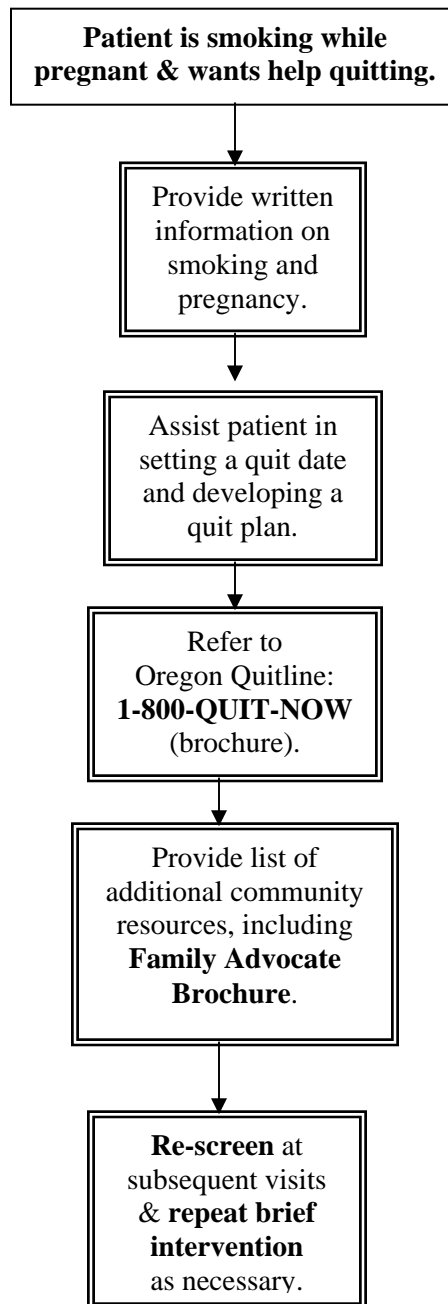 Patient is smoking while
pregnant & wants help quitting.
Provide written
information on
smoking and
pregnancy.
Assist patient in
setting a quit date
and developing a
quit plan.
Refer to
Oregon Quitline:
1-800-QUIT-NOW
(brochure).
Provide list of
additional community
resources, including
Family Advocate
Brochure.
Re-screen at
subsequent visits
& repeat brief
intervention
as necessary.